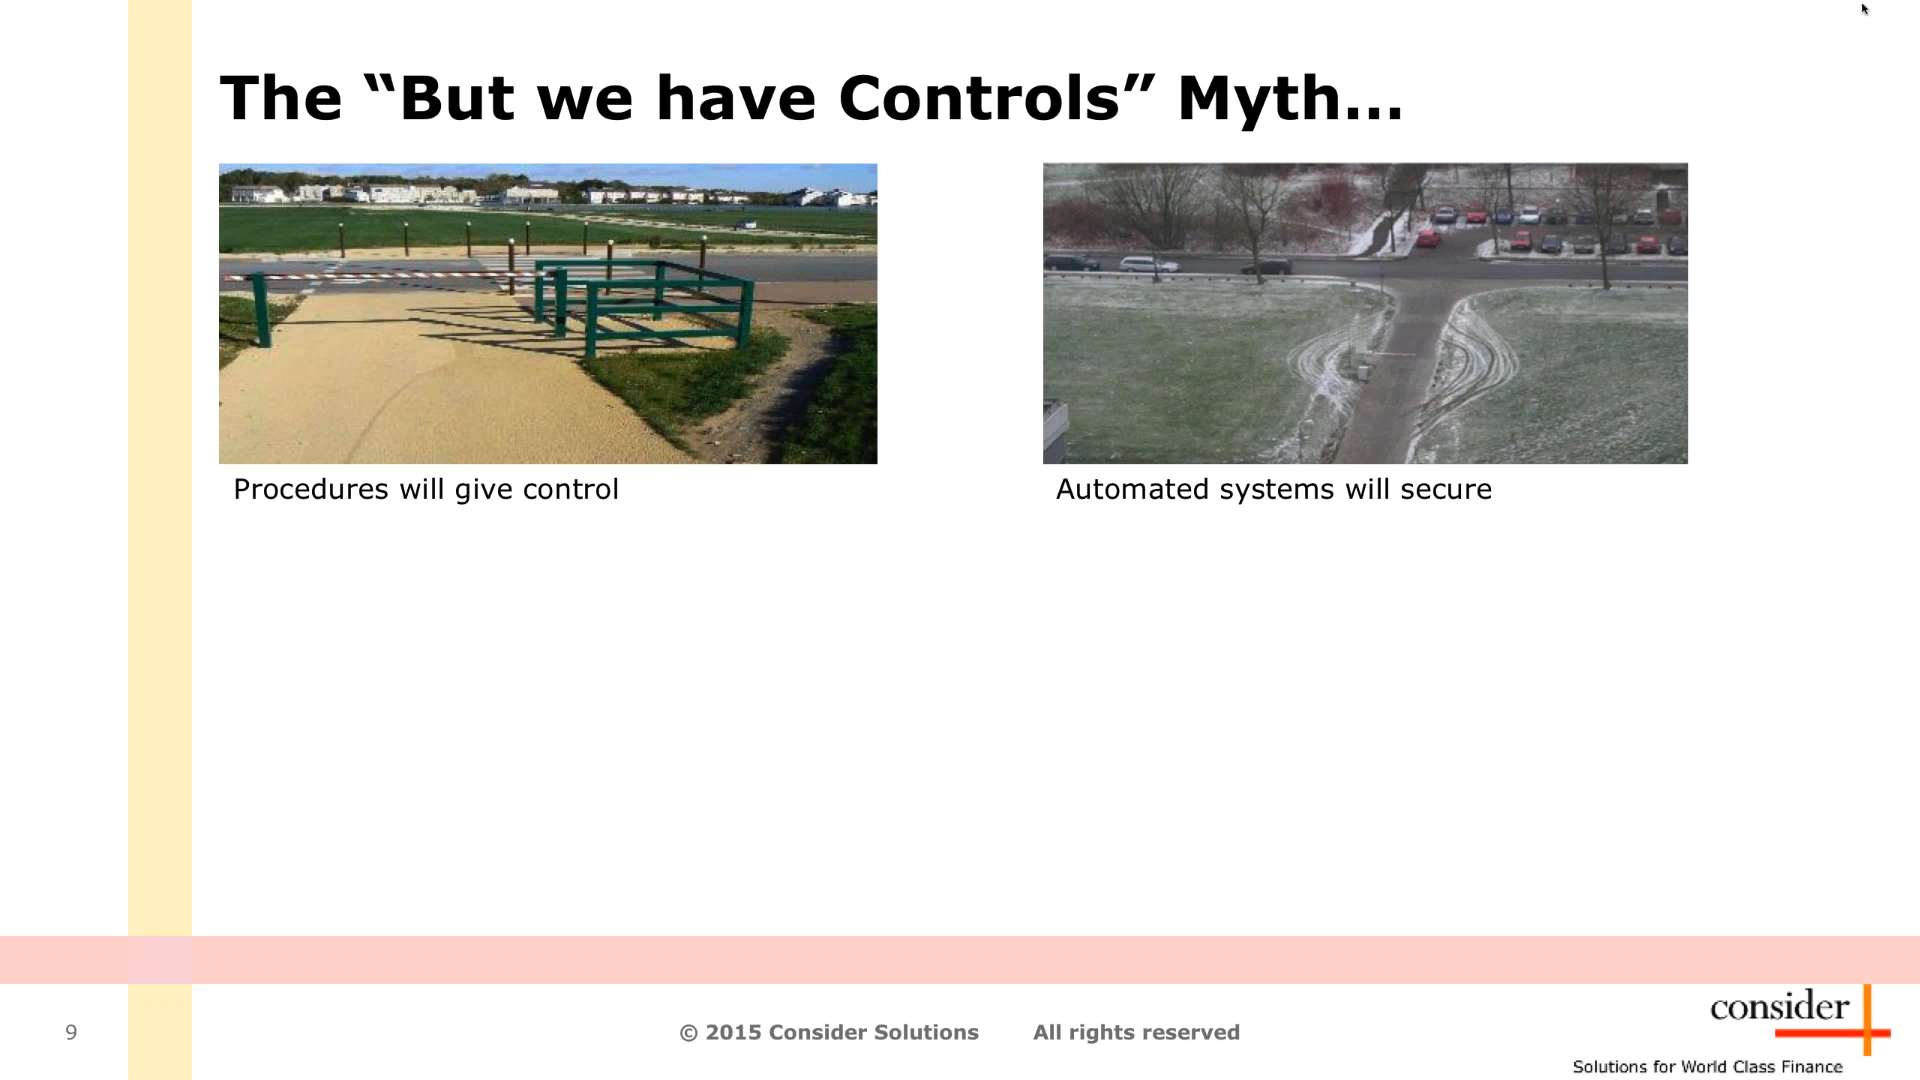 The “But we have Controls” Myth...
Procedures will give control
Automated systems will secure
9
© 2015 Consider Solutions All rights reserved
consider
Solutions for World Class Finance